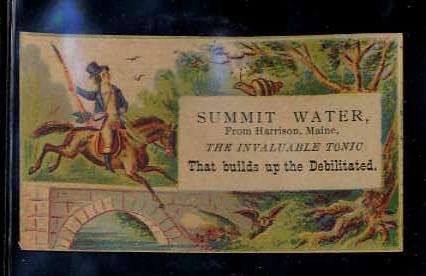 SUMMIT WATER,
From Harrison, Maine,
THE INVALUABLE TONIC
That builds up the Debilitated.